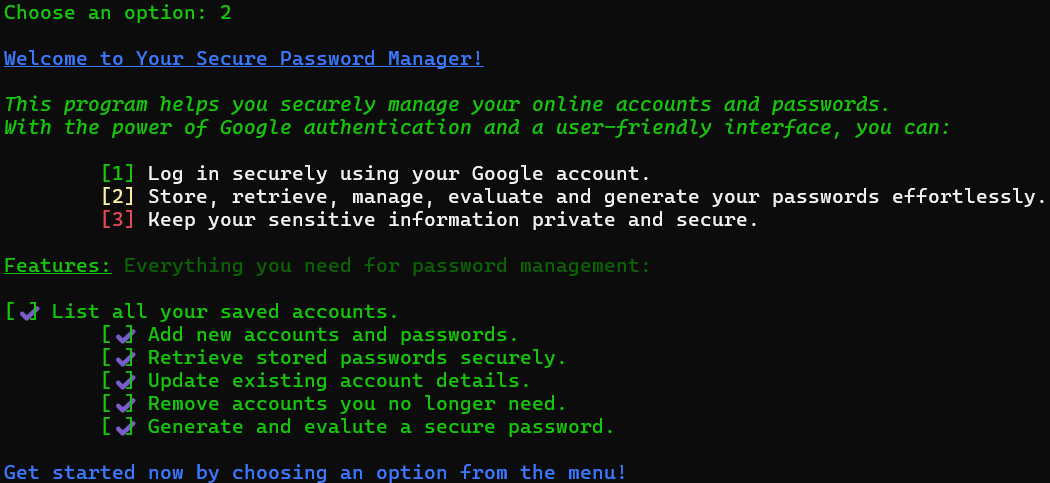 Choose an option: 2
Welcome to Your Secure Password Manager!
This program helps you securely manage your online accounts and passwords.
With the power of Google authentication and a user-friendly interface, you can:
[1] Log in securely using your Google account.
[2] Store, retrieve, manage, evaluate and generate your passwords effortlessly.
[3] Keep your sensitive information private and secure.
Features: Everything you need for password management:
[✔] List all your saved accounts.
[✔] Add new accounts and passwords.
[✔] Retrieve stored passwords securely.
[✔] Update existing account details.
[✔] Remove accounts you no longer need.
[✔] Generate and evalute a secure password.
Get started now by choosing an option from the menu!